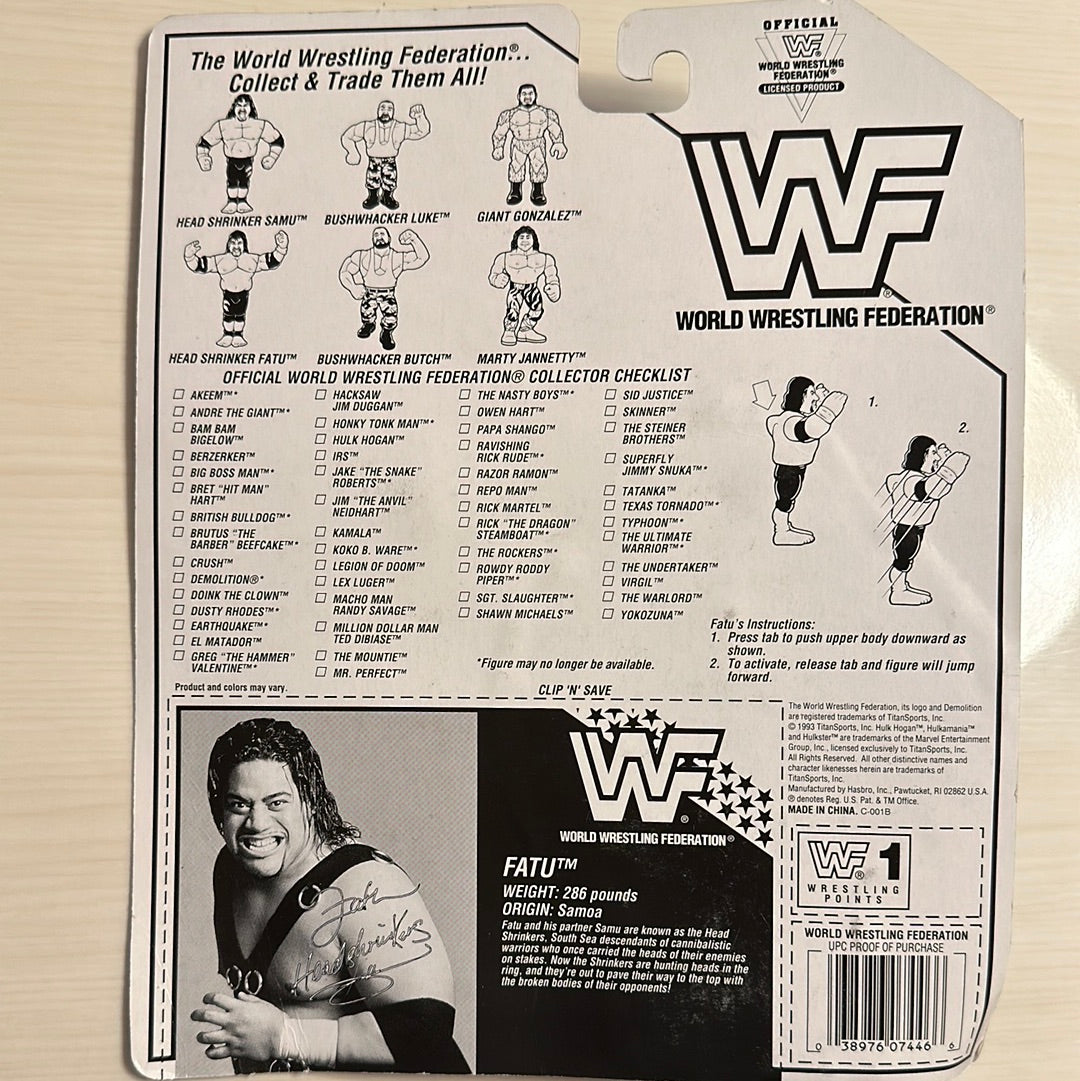 The World Wrestling Federation®...
Collect & Trade Them All!
OFFICIAL
WF®
WORLD WRESTLING
FEDERATION®
LICENSED PRODUCT
HEAD SHRINKER SAMU™
BUSHWHACKER LUKE™
GIANT GONZALEZ™
HEAD SHRINKER FATU™
BUSHWHACKER BUTCH™
MARTY JANNETTY™
WF®
WORLD WRESTLING FEDERATION®
OFFICIAL WORLD WRESTLING FEDERATION® COLLECTOR CHECKLIST
AKEEM™*
ANDRE THE GIANT™*
BAM BAM
BIGELOW™
BERZERKER™
BIG BOSS MAN™*
BRET "HIT MAN"
HART™
BRITISH BULLDOG™*
BRUTUS "THE
BARBER" BEEFCAKE™*
CRUSH™
DEMOLITION®*
DOINK THE CLOWN™
DUSTY RHODES™*
EARTHQUAKE™*
EL MATADOR™
GREG "THE HAMMER"
VALENTINE™*
HACKSAW
JIM DUGGAN™
HONKY TONK MAN™*
HULK HOGAN™
IRS™
JAKE "THE SNAKE"
ROBERTS™*
JIM "THE ANVIL"
NEIDHART™
KAMALA™
KOKO B. WARE™*
LEGION OF DOOM™
LEX LUGER™
MACHO MAN
RANDY SAVAGE™
MILLION DOLLAR MAN
TED DIBIASE™
THE MOUNTIE™
MR. PERFECT™
THE NASTY BOYS™*
OWEN HART™
PAPA SHANGO™
RAVISHING
RICK RUDE™*
RAZOR RAMON™
REPO MAN™
RICK MARTEL™
RICK "THE DRAGON"
STEAMBOAT™*
THE ROCKERS™*
ROWDY RODDY
PIPER™*
SGT. SLAUGHTER™*
SHAWN MICHAELS™
SID JUSTICE™
SKINNER™
THE STEINER
BROTHERS™
SUPERFLY
JIMMY SNUKA™*
TATANKA™
TEXAS TORNADO™*
TYPHOON™*
THE ULTIMATE
WARRIOR™*
THE UNDERTAKER™
VIRGIL™
THE WARLORD™
YOKOZUNA™
1.
2.
Fatu's Instructions:
1. Press tab to push upper body downward as
shown.
2. To activate, release tab and figure will jump
forward.
*Figure may no longer be available.
Product and colors may vary.
CLIP 'N' SAVE
WF®
WORLD WRESTLING FEDERATION®
FATU™
WEIGHT: 286 pounds
ORIGIN: Samoa
Fatu and his partner Samu are known as the Head
Shrinkers, South Sea descendants of cannibalistic
warriors who once carried the heads of their enemies
on stakes. Now the Shrinkers are hunting heads in the
ring, and they're out to pave their way to the top with
the broken bodies of their opponents!
Fatu
Headshrinkers
The World Wrestling Federation, its logo and Demolition
are registered trademarks of TitanSports, Inc.
© 1993 TitanSports, Inc. Hulk Hogan™, Hulkamania™
and Hulkster™ are trademarks of the Marvel Entertainment
Group, Inc., licensed exclusively to TitanSports, Inc.
All Rights Reserved. All other distinctive names and
character likenesses herein are trademarks of
TitanSports, Inc.
Manufactured by Hasbro, Inc., Pawtucket, RI 02862 U.S.A.
® denotes Reg. U.S. Pat. & TM Office.
MADE IN CHINA. C-001B
WF® 1
WRESTLING
POINTS
WORLD WRESTLING FEDERATION
UPC PROOF OF PURCHASE
0 38976 07446 6